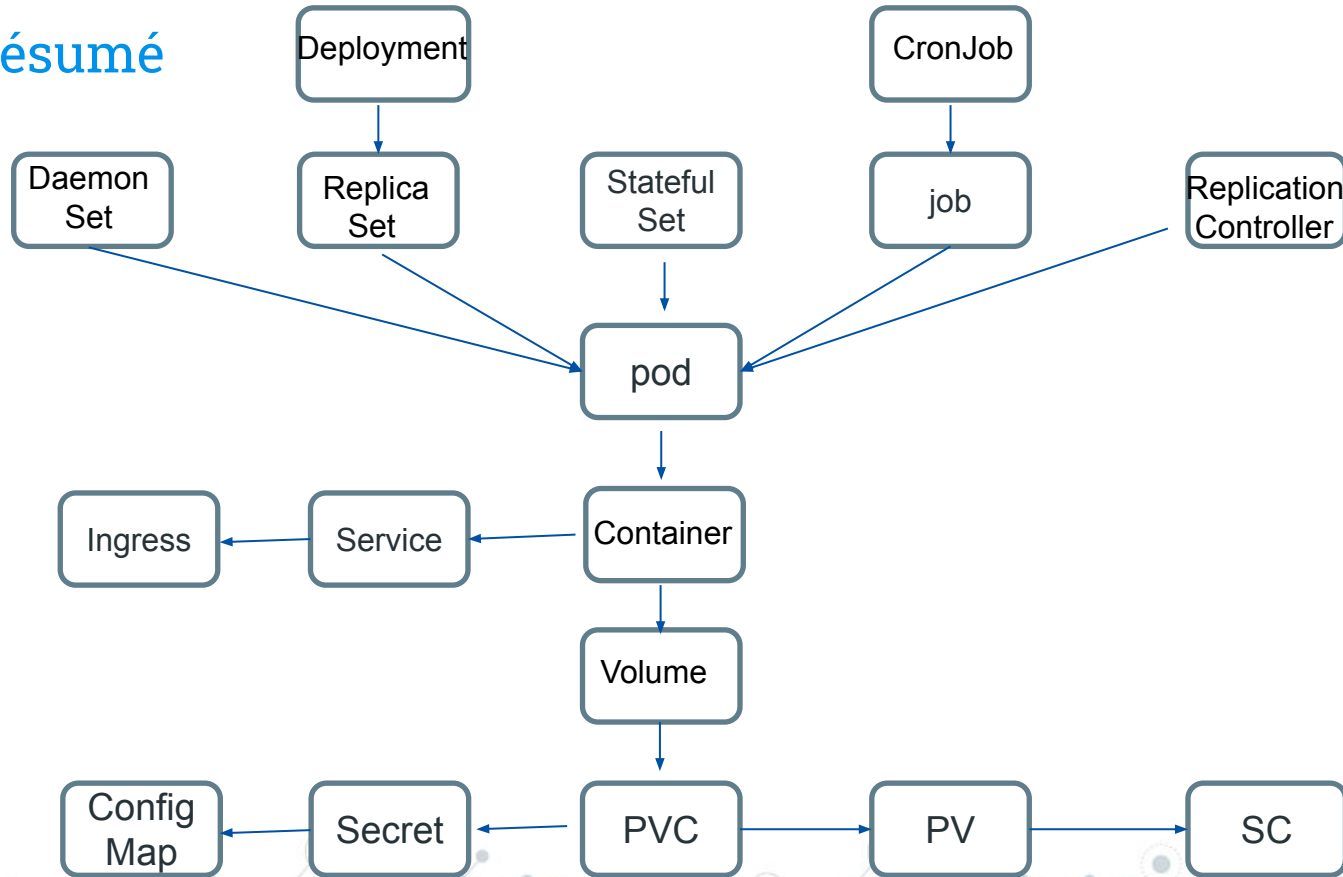 ésumé
Deployment
CronJob
Daemon
Set
Replica
Set
Stateful
Set
job
Replication
Controller
pod
Ingress
Service
Container
Volume
Config
Map
Secret
PVC
PV
SC